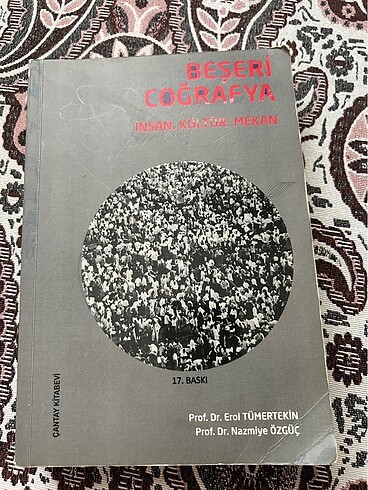 BEŞERİ
COĞRAFYA
İNSAN. KÜLTÜR. MEKAN
17. BASKI
Prof. Dr. Erol TÜMERTEKİN
Prof. Dr. Nazmiye ÖZGÜÇ
ÇANTAY KİTABEVİ